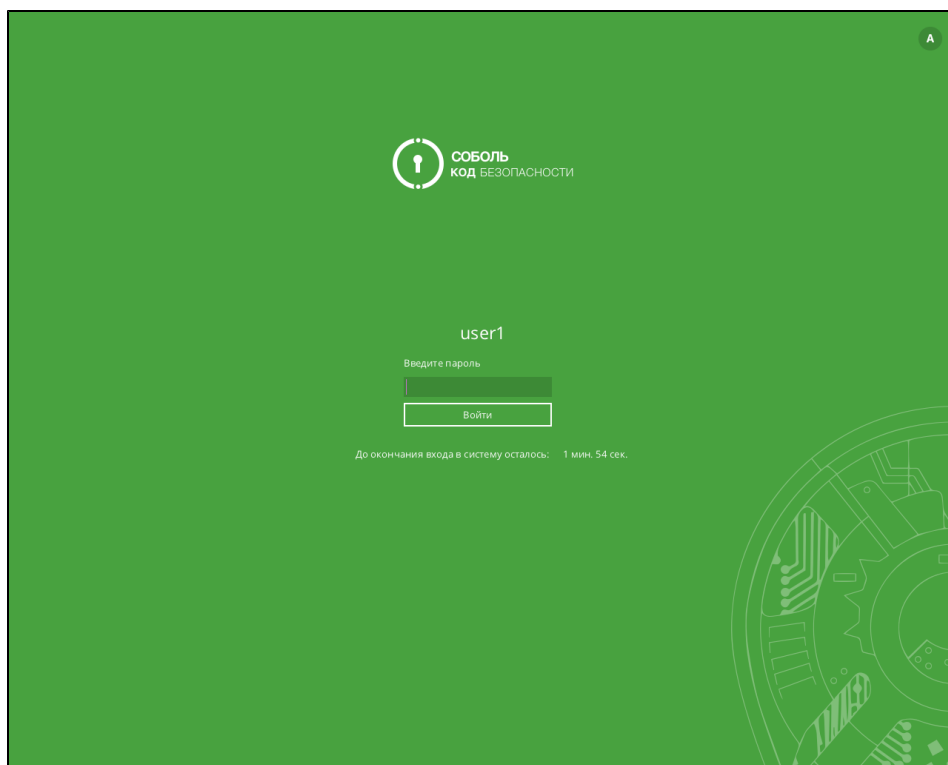 A
СОБОЛЬ
КОД БЕЗОПАСНОСТИ
user1
Введите пароль
Войти
До окончания входа в систему осталось: 1 мин. 54 сек.